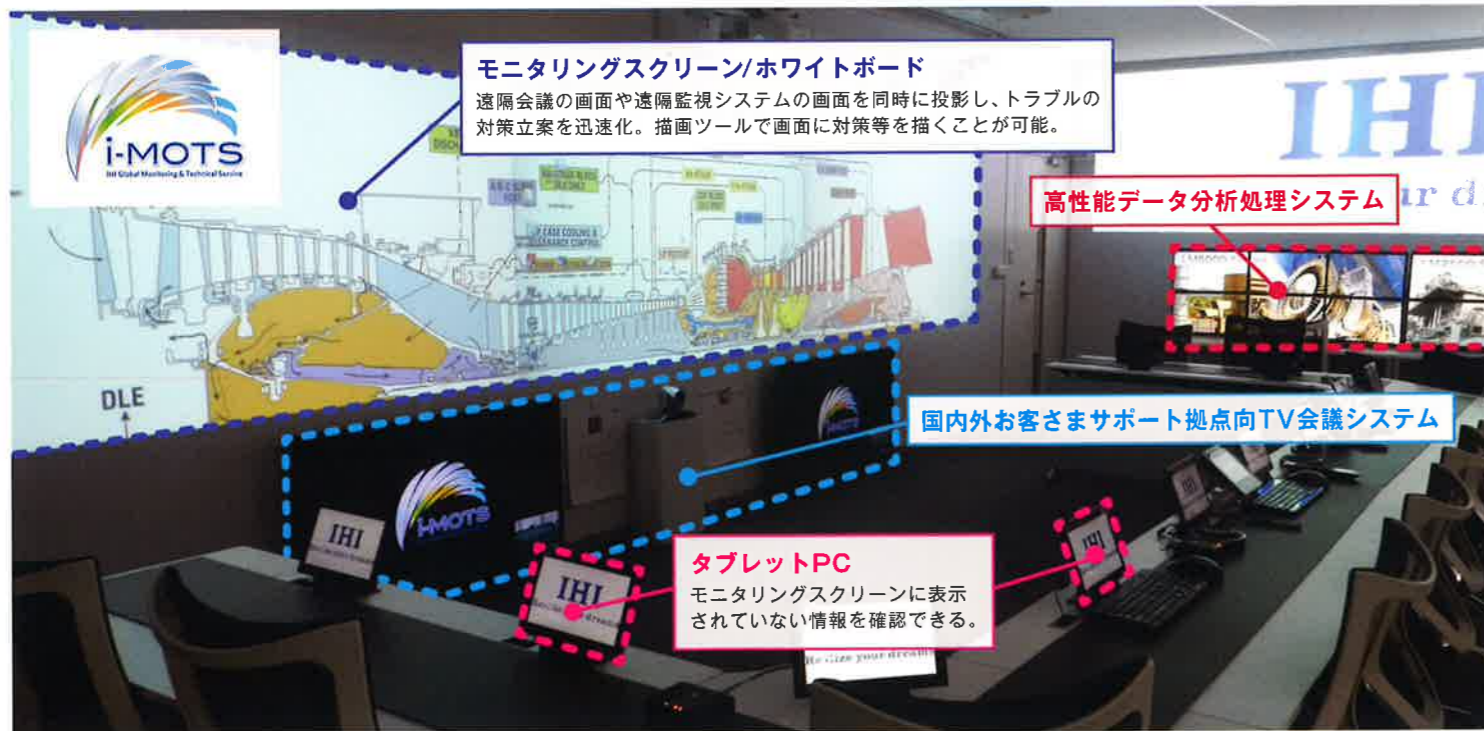 i-MOTS
IHI Global Monitoring & Technical Service
モニタリングスクリーン/ホワイトボード
遠隔会議の画面や遠隔監視システムの画面を同時に投影し、トラブルの
対策立案を迅速化。描画ツールで画面に対策等を描くことが可能。
IHI
ur d
高性能データ分析処理システム
DLE
国内外お客さまサポート拠点向TV会議システム
i-MOTS
i-MOTS
IHI
IHI
IHI
タブレットPC
モニタリングスクリーンに表示
されていない情報を確認できる。
your dreams